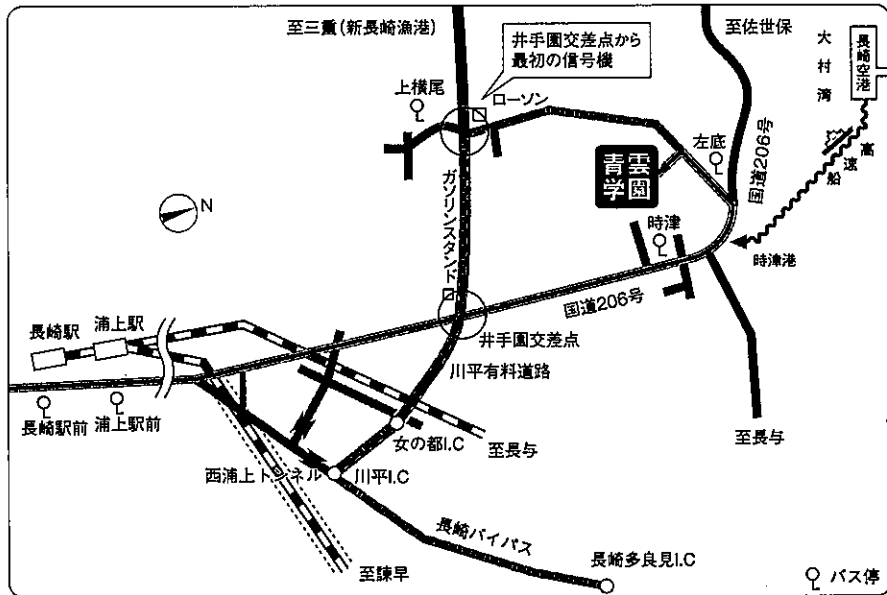 至三重(新長崎漁港)
井手園交差点から
最初の信号機
至佐世保
大村湾
長崎空港
上横尾
ローソン
高速船
左底
国道206号
青雲
学園
ガソリンスタンド
N
時津
時津港
国道206号
長崎駅
浦上駅
井手園交差点
川平有料道路
長崎駅前
浦上駅前
女の都I.C
至長与
至長与
西浦上トンネル
川平I.C
長崎バイパス
長崎多良見I.C
至諫早
バス停